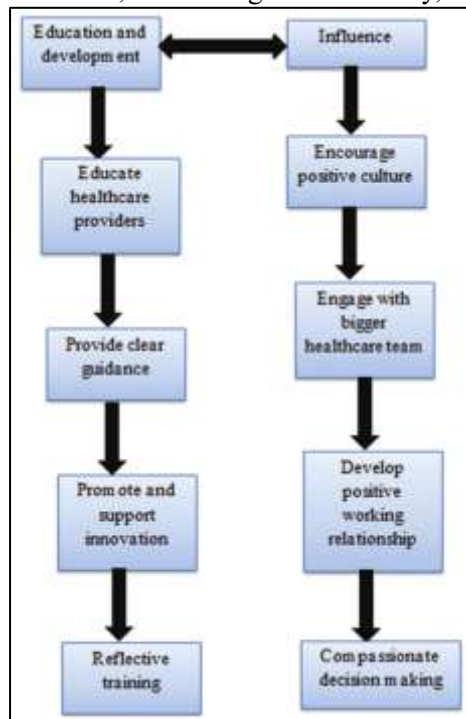 Education and
development
Influence
Educate
healthcare
providers
Encourage
positive culture
Provide clear
guidance
Engage with
bigger
healthcare team
Promote and
support
innovation
Develop
positive
working
relationship
Reflective
training
Compassionate
decision making